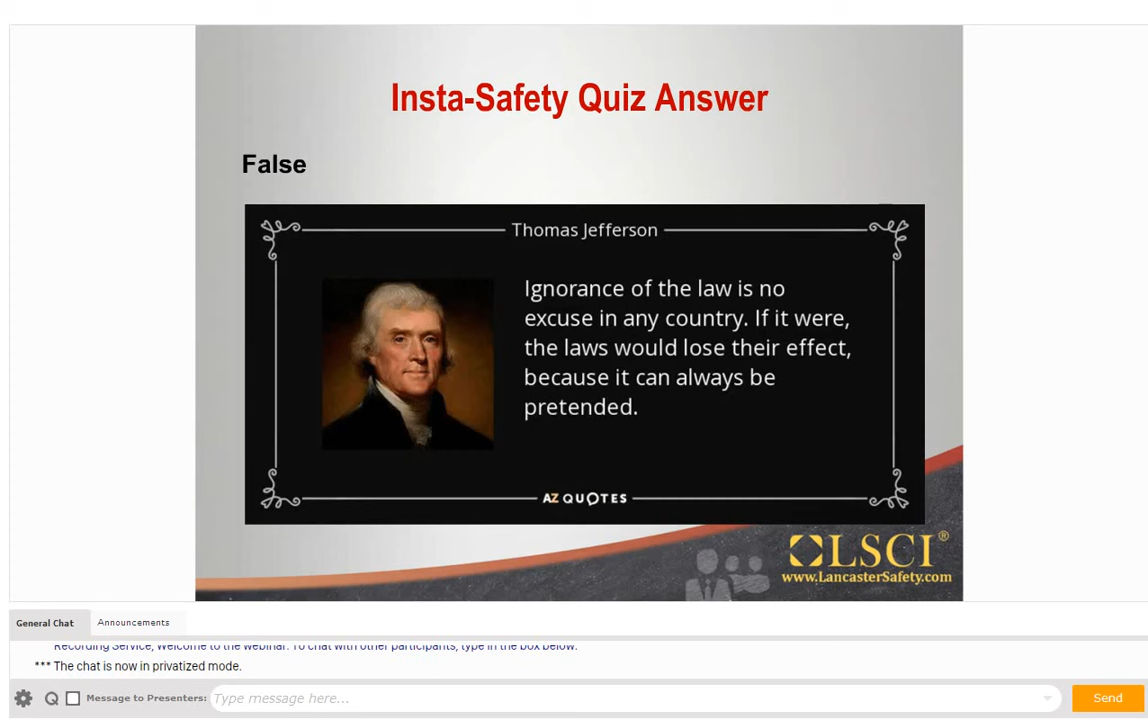 Insta-Safety Quiz Answer
False
Thomas Jefferson
Ignorance of the law is no
excuse in any country. If it were,
the laws would lose their effect,
because it can always be
pretended.
AZ QUOTES
LSCI®
www.LancasterSafety.com
General Chat
Announcements
Recording Service, Welcome to the webinar. To chat with other participants, type in the box below.
*** The chat is now in privatized mode.
Q
Message to Presenters:
Type message here...
Send